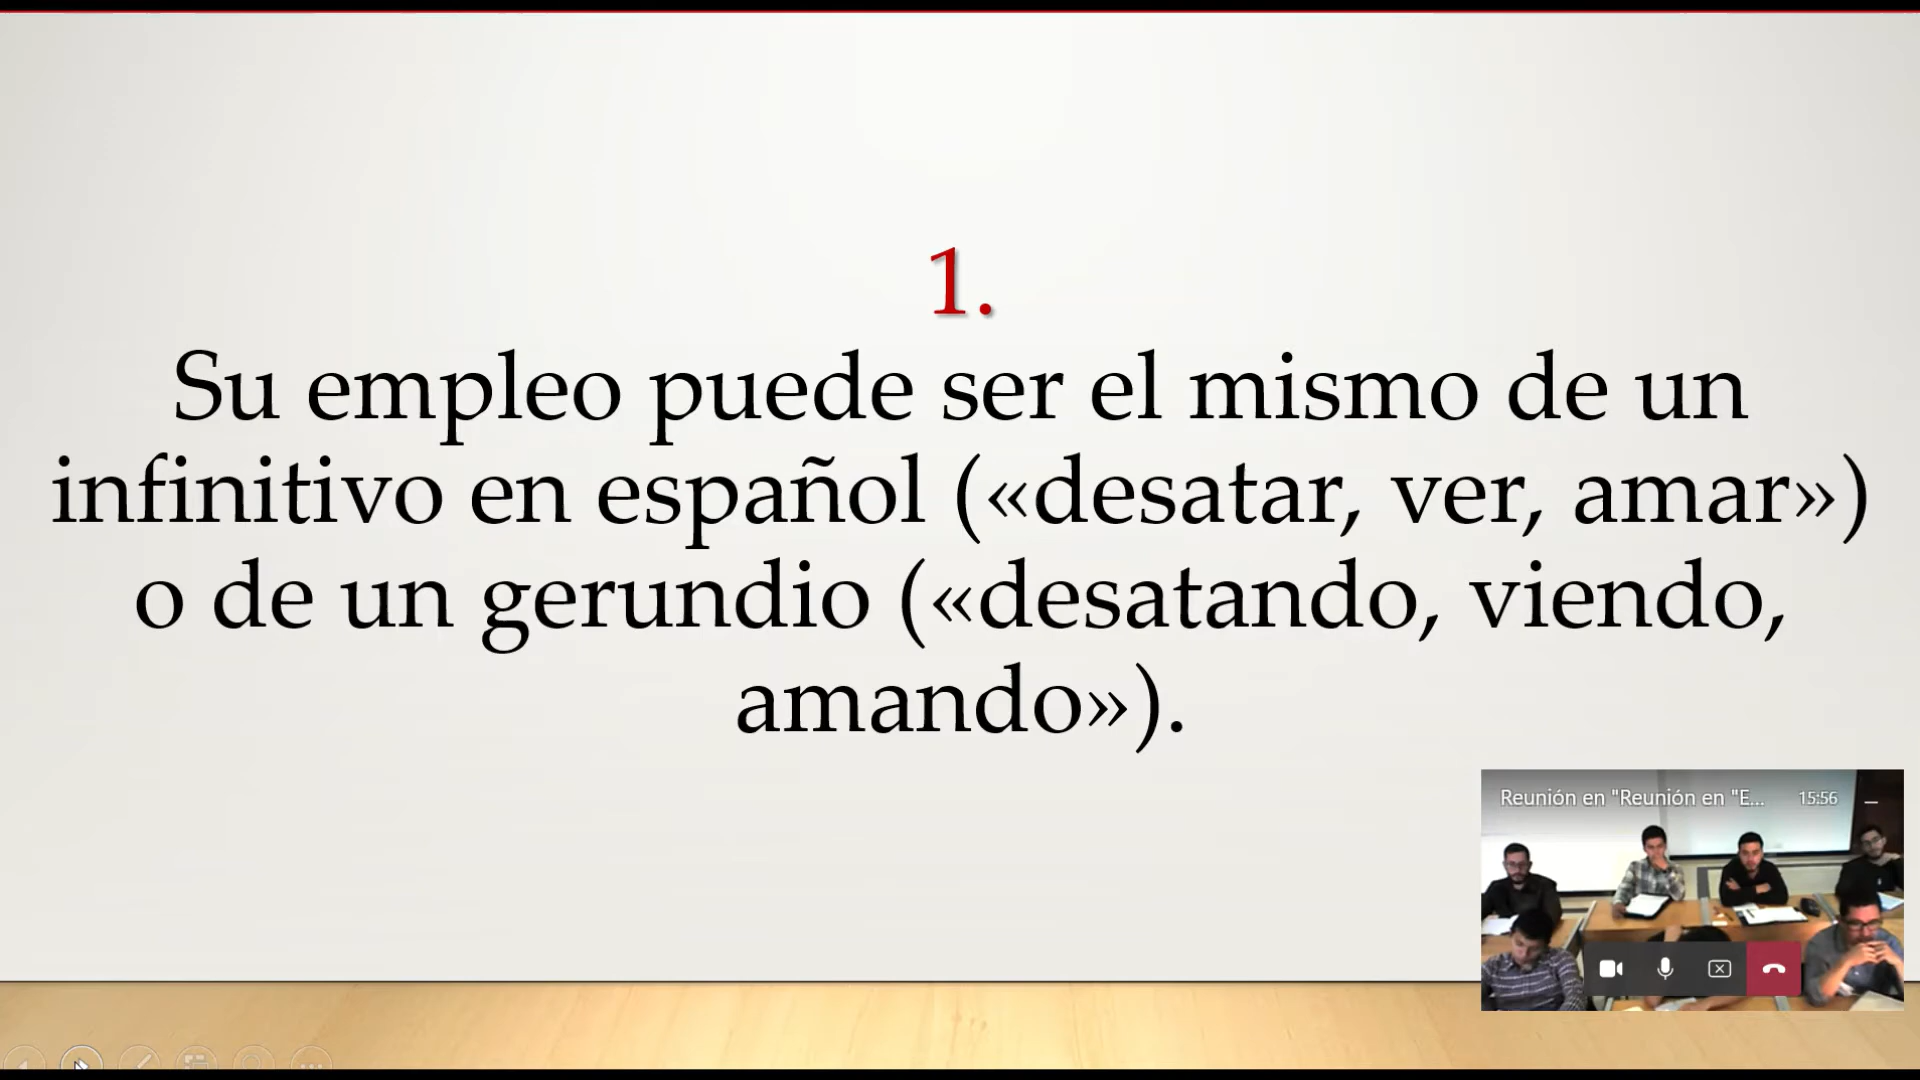 1.
Su empleo puede ser el mismo de un
infinitivo en español («desatar, ver, amar»)
o de un gerundio («desatando, viendo,
amando»).
Reunión en "Reunión en "E... 15:56